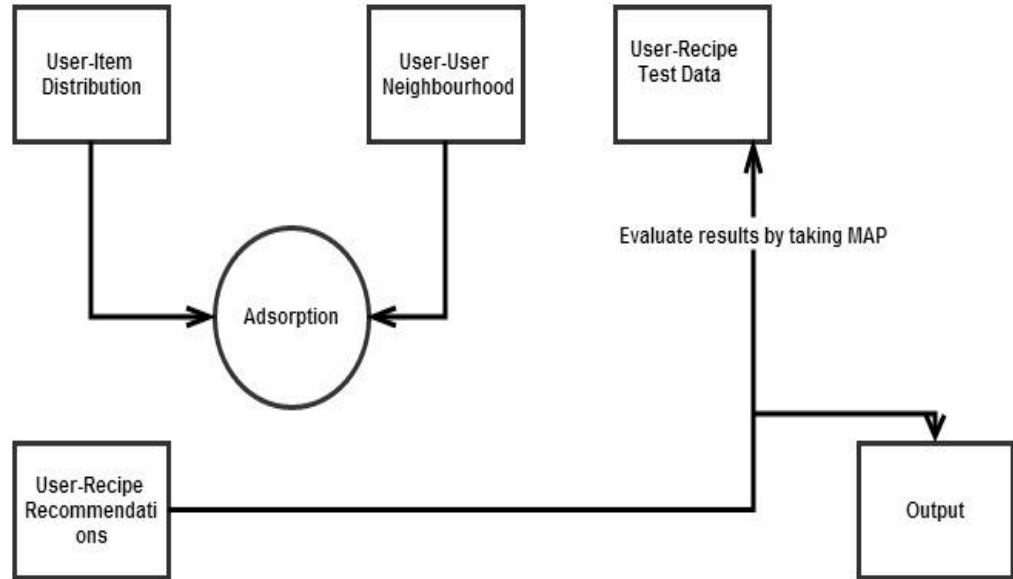 User-Item
Distribution
User-User
Neighbourhood
User-Recipe
Test Data
Evaluate results by taking MAP
Adsorption
User-Recipe
Recommendati
ons
Output